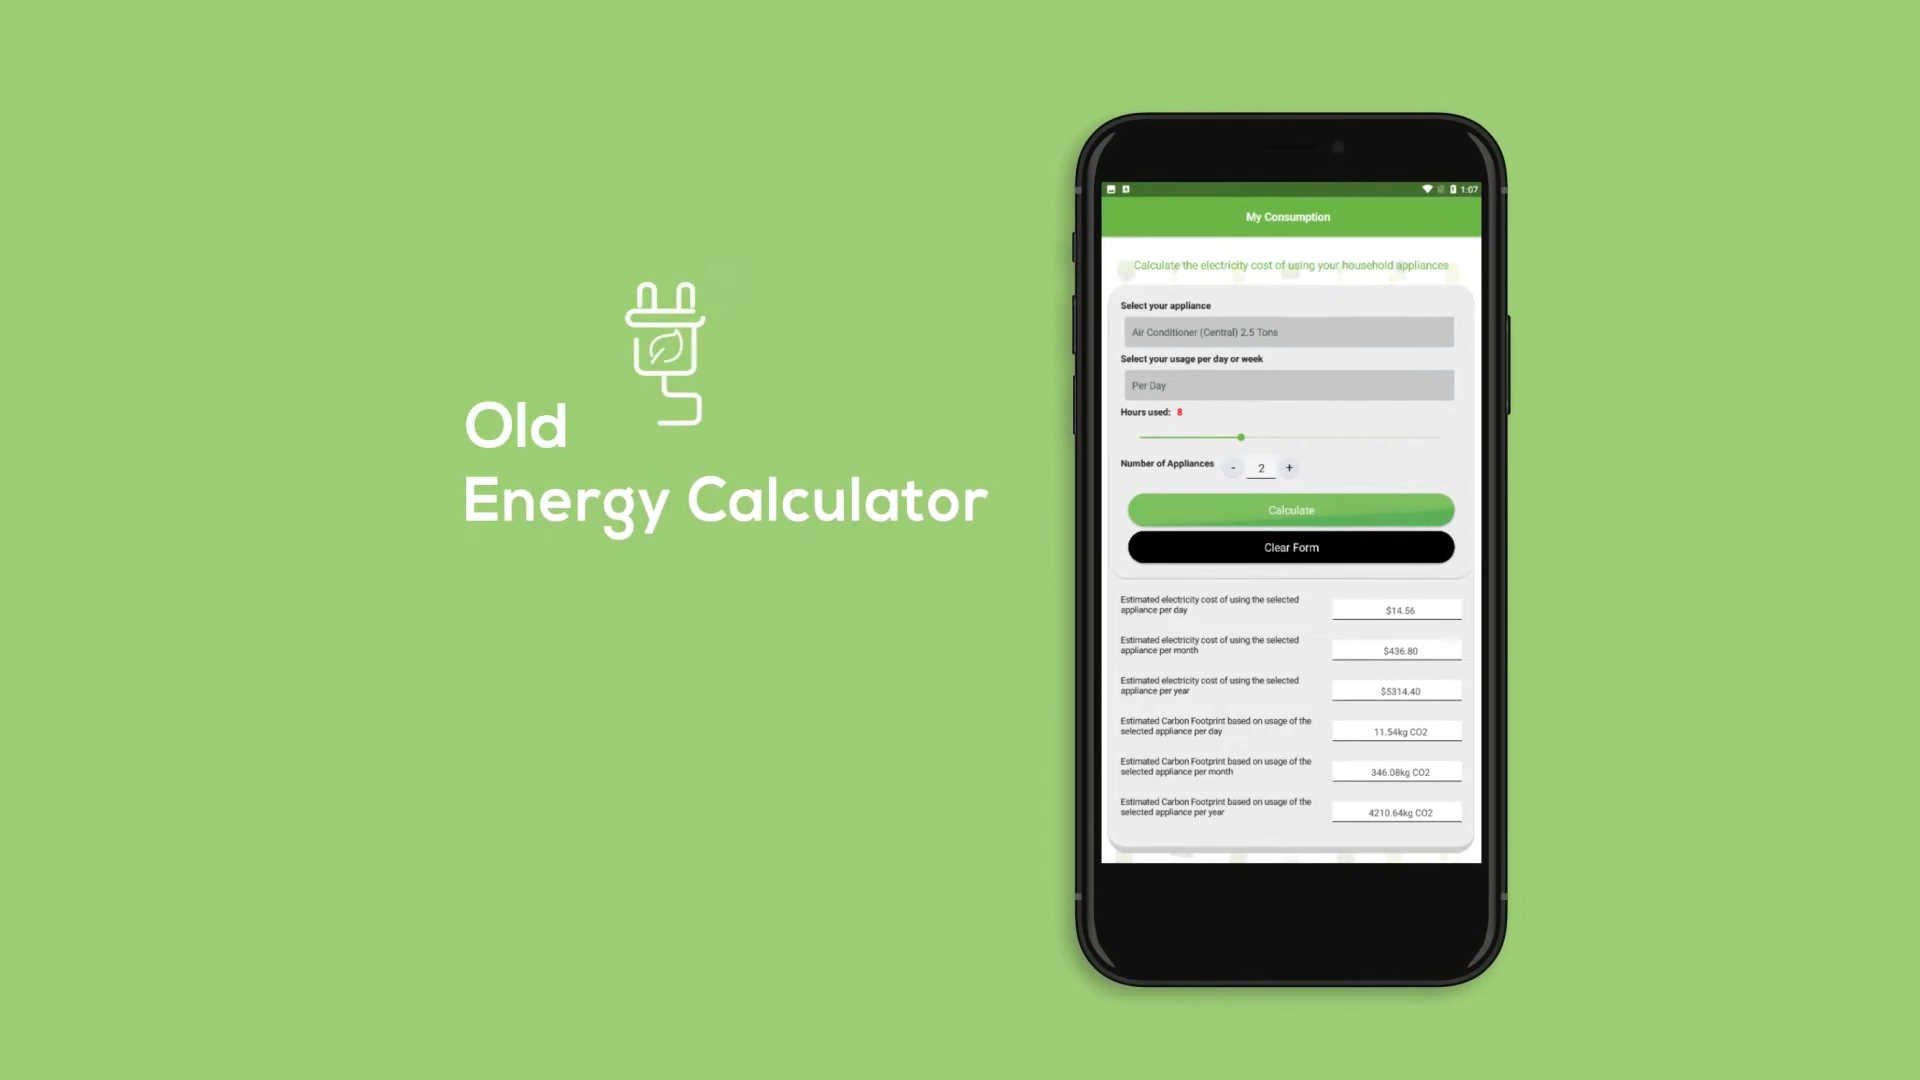 Old
Energy Calculator
1:07
My Consumption
Calculate the electricity cost of using your household appliances
Select your appliance
Air Conditioner (Central) 2.5 Tons
Select your usage per day or week
Per Day
Hours used: 8
Number of Appliances - 2 +
Calculate
Clear Form
Estimated electricity cost of using the selected
appliance per day
$14.56
Estimated electricity cost of using the selected
appliance per month
$436.80
Estimated electricity cost of using the selected
appliance per year
$5314.40
Estimated Carbon Footprint based on usage of the
selected appliance per day
11.54kg CO2
Estimated Carbon Footprint based on usage of the
selected appliance per month
346.08kg CO2
Estimated Carbon Footprint based on usage of the
selected appliance per year
4210.64kg CO2